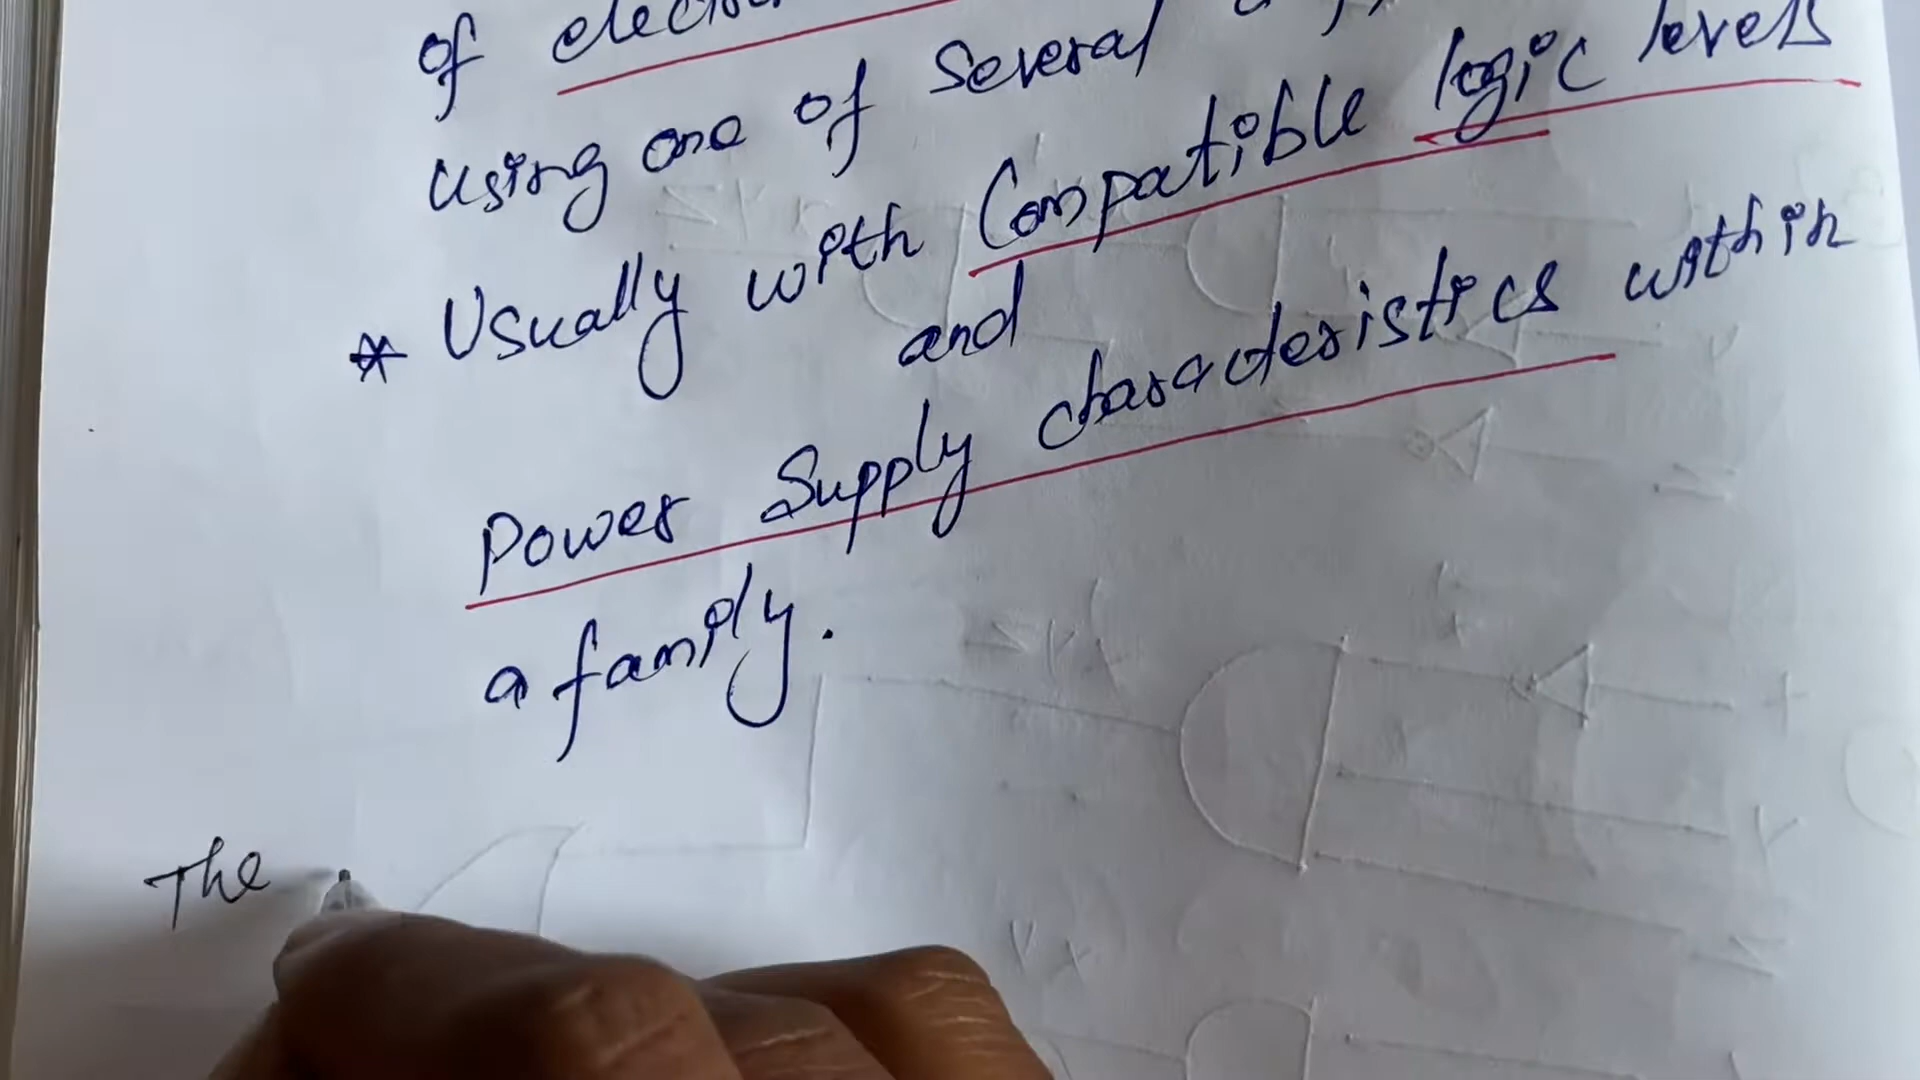 of
using one of several
* Usually with Compatible logic levels
and
Power Supply characteristics within
a family.
The